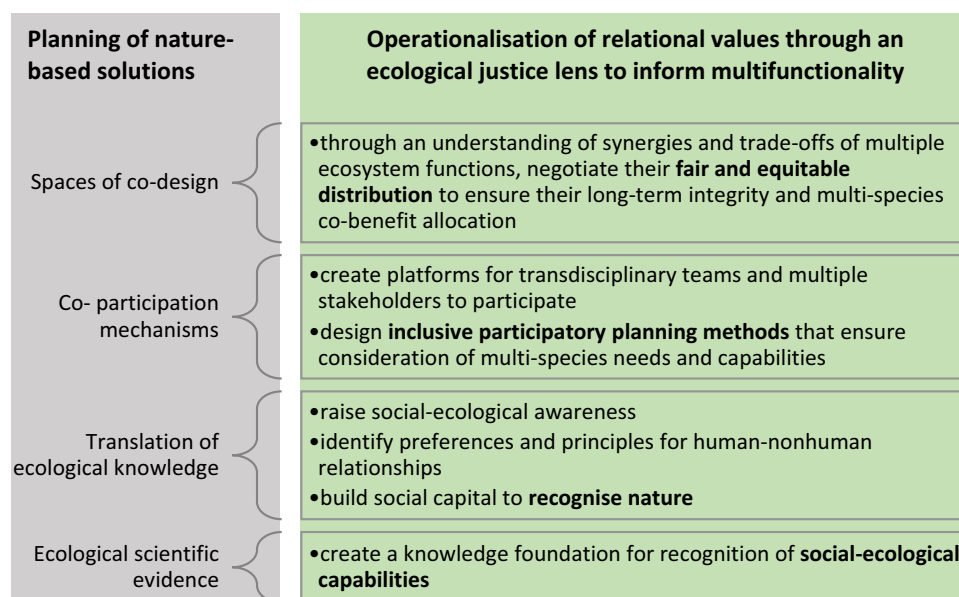 Planning of nature-
based solutions
Operationalisation of relational values through an
ecological justice lens to inform multifunctionality
Spaces of co-design
•through an understanding of synergies and trade-offs of multiple
ecosystem functions, negotiate their fair and equitable
distribution to ensure their long-term integrity and multi-species
co-benefit allocation
Co- participation
mechanisms
•create platforms for transdisciplinary teams and multiple
stakeholders to participate
•design inclusive participatory planning methods that ensure
consideration of multi-species needs and capabilities
Translation of
ecological knowledge
•raise social-ecological awareness
•identify preferences and principles for human-nonhuman
relationships
•build social capital to recognise nature
Ecological scientific
evidence
•create a knowledge foundation for recognition of social-ecological
capabilities